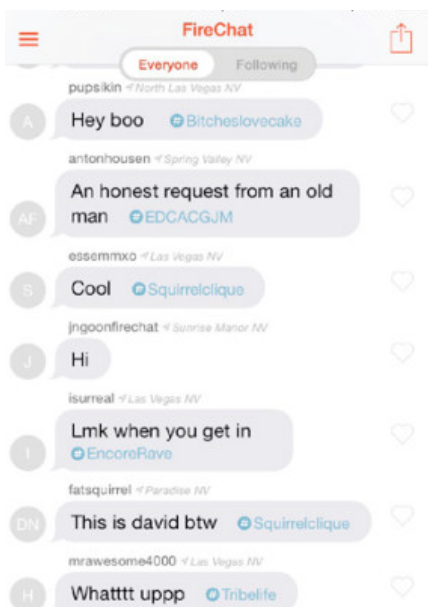 FireChat
Everyone Following
pupsikin North Las Vegas NV
A Hey boo #Bitcheslovecake
antonhousen Spring Valley NV
An honest request from an old
AF man #EDCACGJM
essemmxo Las Vegas NV
S Cool #Squirrelclique
jngoonfirechat Sunrise Manor NV
J Hi
isurreal Las Vegas NV
Lmk when you get in
I #EncoreRave
fatsquirrel Paradise NV
DN This is david btw #Squirrelclique
mrawesome4000 Las Vegas NV
H Whatttt uppp #Tribelife